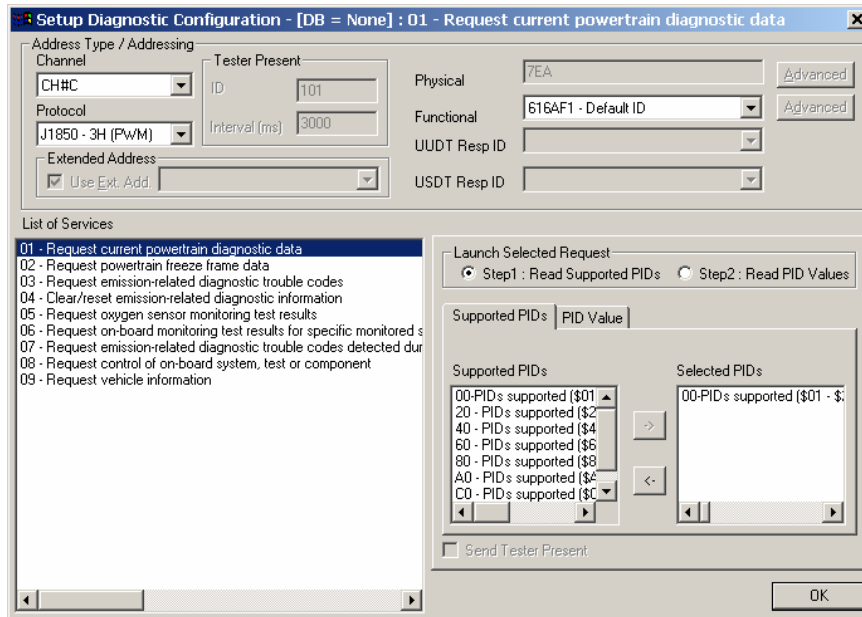 Setup Diagnostic Configuration - [DB = None] : 01 - Request current powertrain diagnostic data
Address Type / Addressing
Channel
CH#C
Protocol
J1850 - 3H (PWM)
Tester Present
ID
101
Interval (ms)
3000
Extended Address
Use Ext. Add.
Physical
7EA
Advanced
Functional
616AF1 - Default ID
Advanced
UUDT Resp ID
USDT Resp ID
List of Services
01 - Request current powertrain diagnostic data
02 - Request powertrain freeze frame data
03 - Request emission-related diagnostic trouble codes
04 - Clear/reset emission-related diagnostic information
05 - Request oxygen sensor monitoring test results
06 - Request on-board monitoring test results for specific monitored s
07 - Request emission-related diagnostic trouble codes detected dur
08 - Request control of on-board system, test or component
09 - Request vehicle information
Launch Selected Request
Step1 : Read Supported PIDs
Step2 : Read PID Values
Supported PIDs
PID Value
Supported PIDs
00-PIDs supported ($01
20 - PIDs supported ($2
40 - PIDs supported ($4
60 - PIDs supported ($6
80 - PIDs supported ($8
A0 - PIDs supported ($A
C0 - PIDs supported ($C
->
<-
Selected PIDs
00-PIDs supported ($01 - $2
Send Tester Present
OK